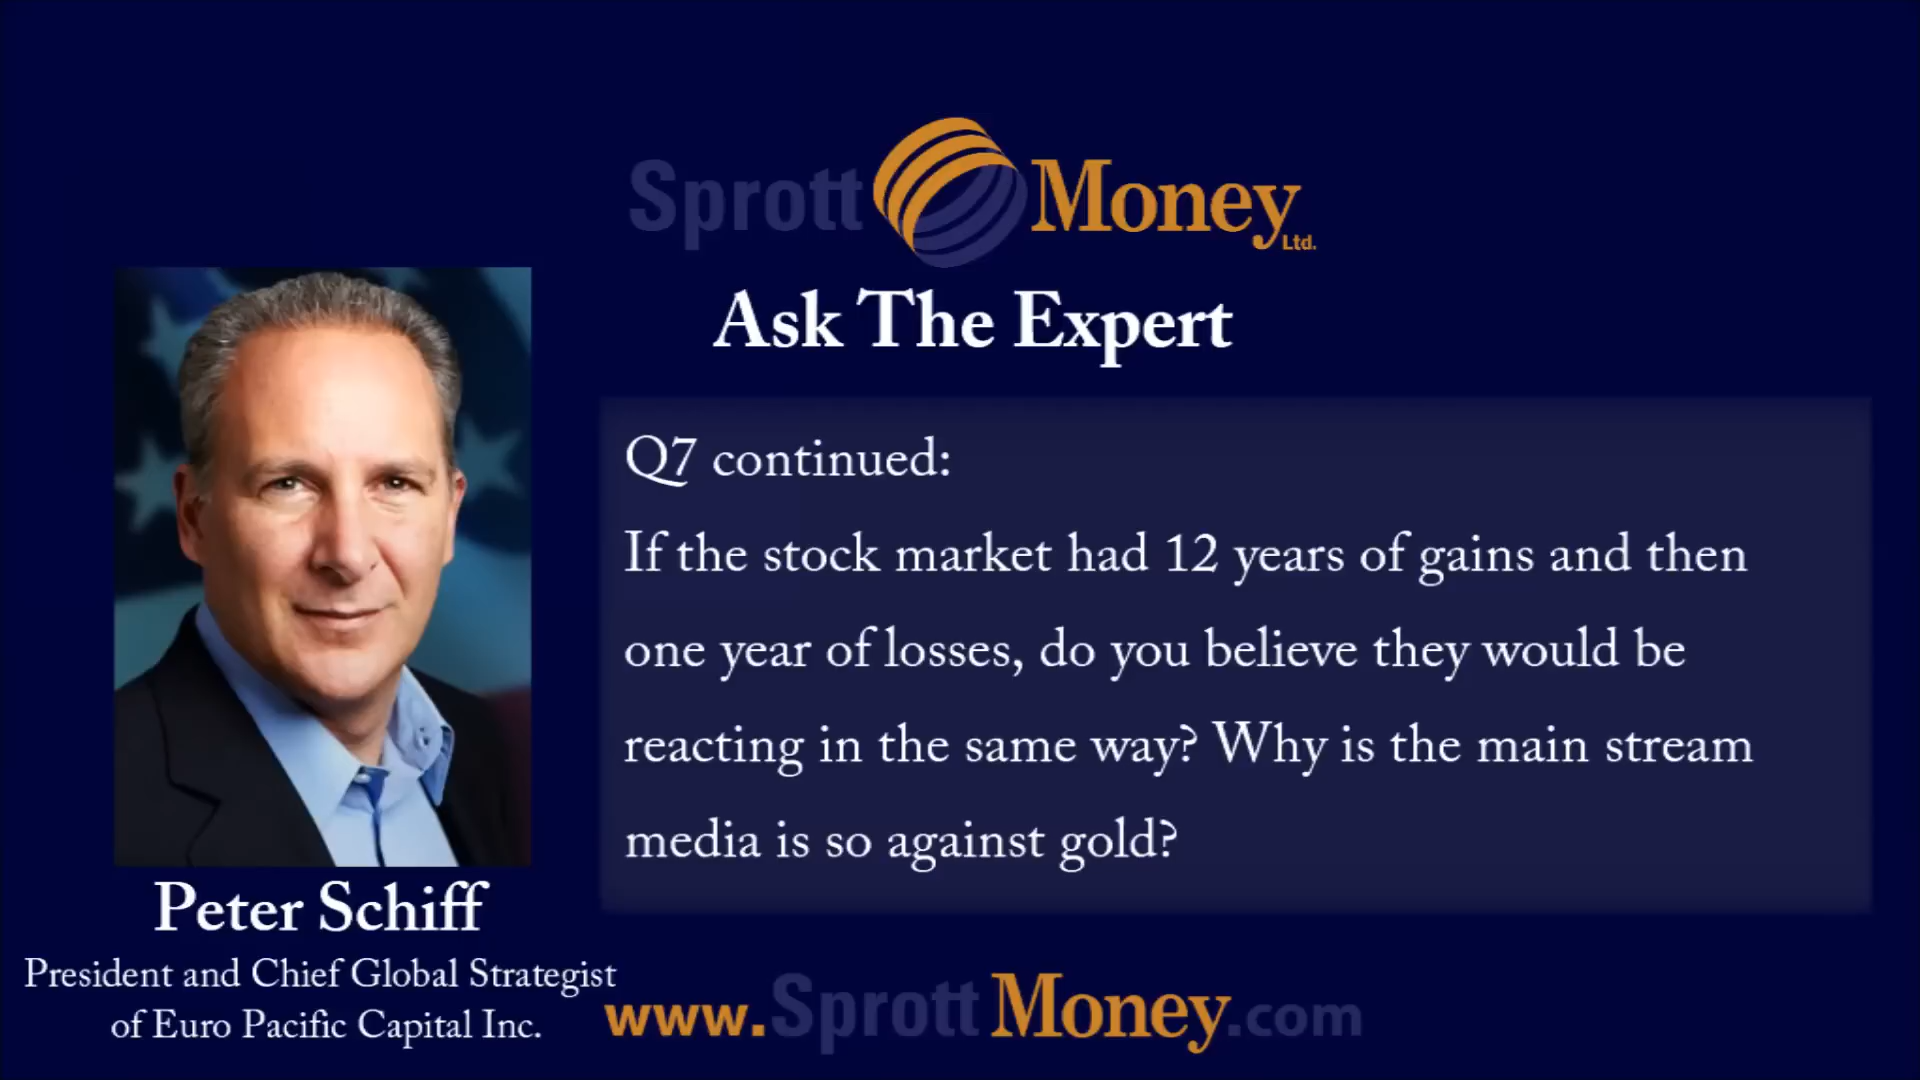 Sprott Money Ltd.
Ask The Expert
Q7 continued:
If the stock market had 12 years of gains and then
one year of losses, do you believe they would be
reacting in the same way? Why is the main stream
media is so against gold?
Peter Schiff
President and Chief Global Strategist
of Euro Pacific Capital Inc.
www.SprottMoney.com